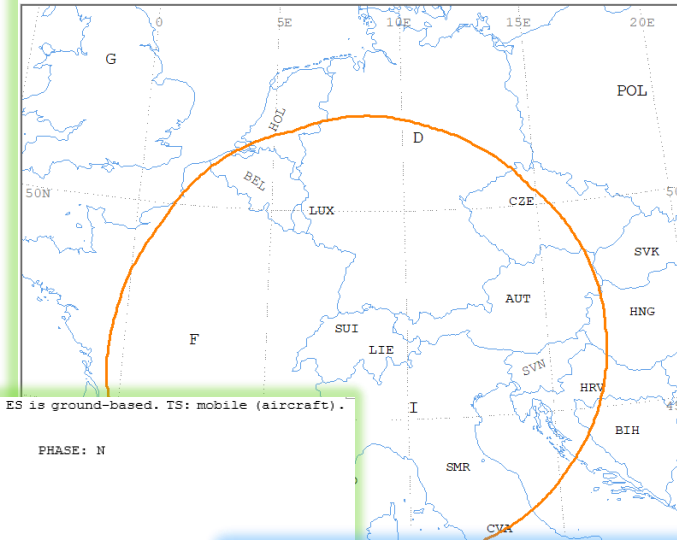 0 5E 10E 15E 20E
G
POL
HOL
D
BEL
50N 50
CZE
LUX
SVK
AUT
HNG
SUI
F
LIE
SVN
HRV
ES is ground-based. TS: mobile (aircraft).
I
BIH
PHASE: N
SMR
CVA